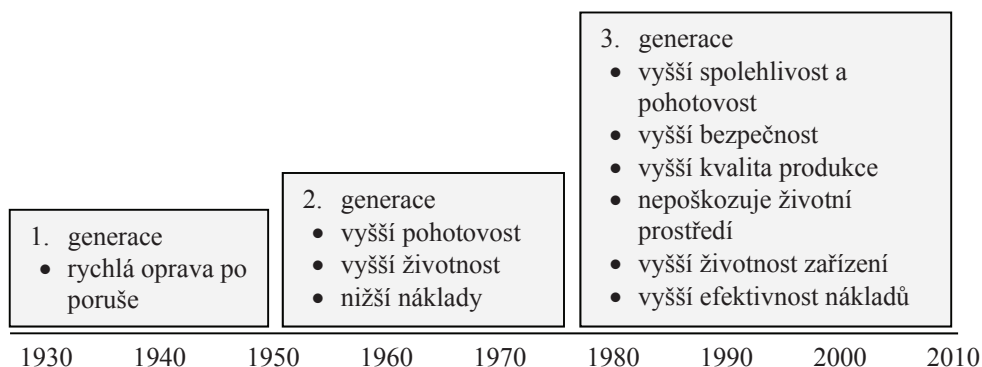 1. generace
• rychlá oprava po
poruše
2. generace
• vyšší pohotovost
• vyšší životnost
• nižší náklady
3. generace
• vyšší spolehlivost a
pohotovost
• vyšší bezpečnost
• vyšší kvalita produkce
• nepoškozuje životní
prostředí
• vyšší životnost zařízení
• vyšší efektivnost nákladů
1930 1940 1950 1960 1970 1980 1990 2000 2010